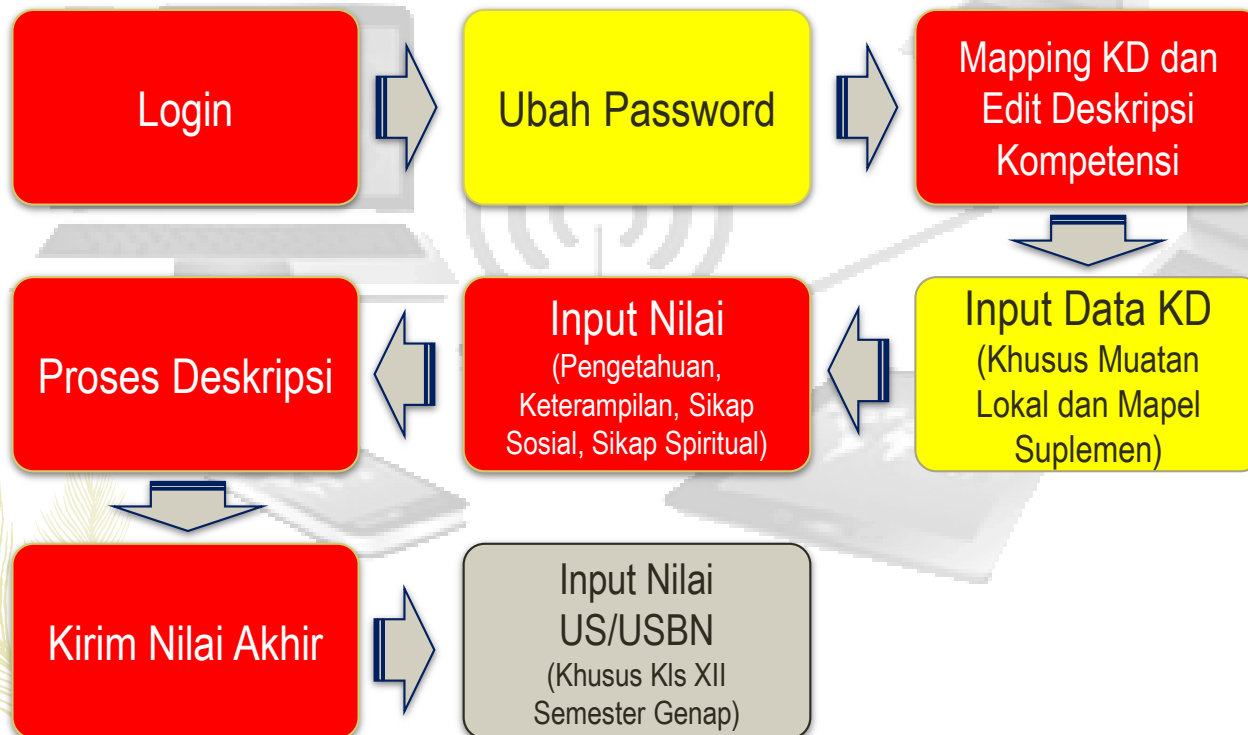 Login
Ubah Password
Mapping KD dan
Edit Deskripsi
Kompetensi
Input Data KD
(Khusus Muatan
Lokal dan Mapel
Suplemen)
Input Nilai
(Pengetahuan,
Keterampilan, Sikap
Sosial, Sikap Spiritual)
Proses Deskripsi
Kirim Nilai Akhir
Input Nilai
US/USBN
(Khusus Kls XII
Semester Genap)